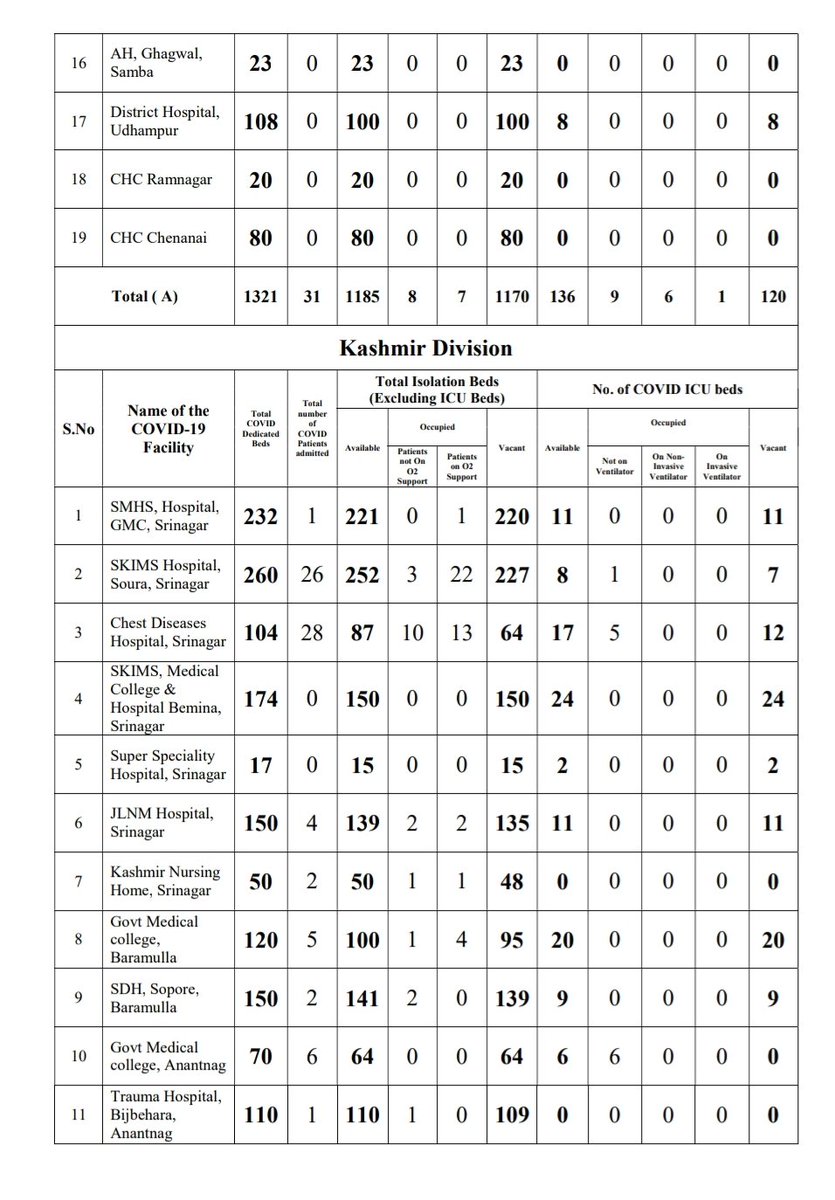 16 AH, Ghagwal, Samba 23 0 23 0 0 23 0 0 0 0 0
17 District Hospital, Udhampur 108 0 100 0 0 100 8 0 0 0 8
18 CHC Ramnagar 20 0 20 0 0 20 0 0 0 0 0
19 CHC Chenanai 80 0 80 0 0 80 0 0 0 0 0
Total ( A) 1321 31 1185 8 7 1170 136 9 6 1 120
Kashmir Division
S.No Name of the COVID-19 Facility Total COVID Dedicated Beds Total number of COVID Patients admitted Total Isolation Beds (Excluding ICU Beds) No. of COVID ICU beds
Available Occupied Vacant Available Occupied Vacant
Patients not On O2 Support Patients on O2 Support Not on Ventilator On Non-Invasive Ventilator On Invasive Ventilator
1 SMHS, Hospital, GMC, Srinagar 232 1 221 0 1 220 11 0 0 0 11
2 SKIMS Hospital, Soura, Srinagar 260 26 252 3 22 227 8 1 0 0 7
3 Chest Diseases Hospital, Srinagar 104 28 87 10 13 64 17 5 0 0 12
4 SKIMS, Medical College & Hospital Bemina, Srinagar 174 0 150 0 0 150 24 0 0 0 24
5 Super Speciality Hospital, Srinagar 17 0 15 0 0 15 2 0 0 0 2
6 JLNM Hospital, Srinagar 150 4 139 2 2 135 11 0 0 0 11
7 Kashmir Nursing Home, Srinagar 50 2 50 1 1 48 0 0 0 0 0
8 Govt Medical college, Baramulla 120 5 100 1 4 95 20 0 0 0 20
9 SDH, Sopore, Baramulla 150 2 141 2 0 139 9 0 0 0 9
10 Govt Medical college, Anantnag 70 6 64 0 0 64 6 6 0 0 0
11 Trauma Hospital, Bijbehara, Anantnag 110 1 110 1 0 109 0 0 0 0 0